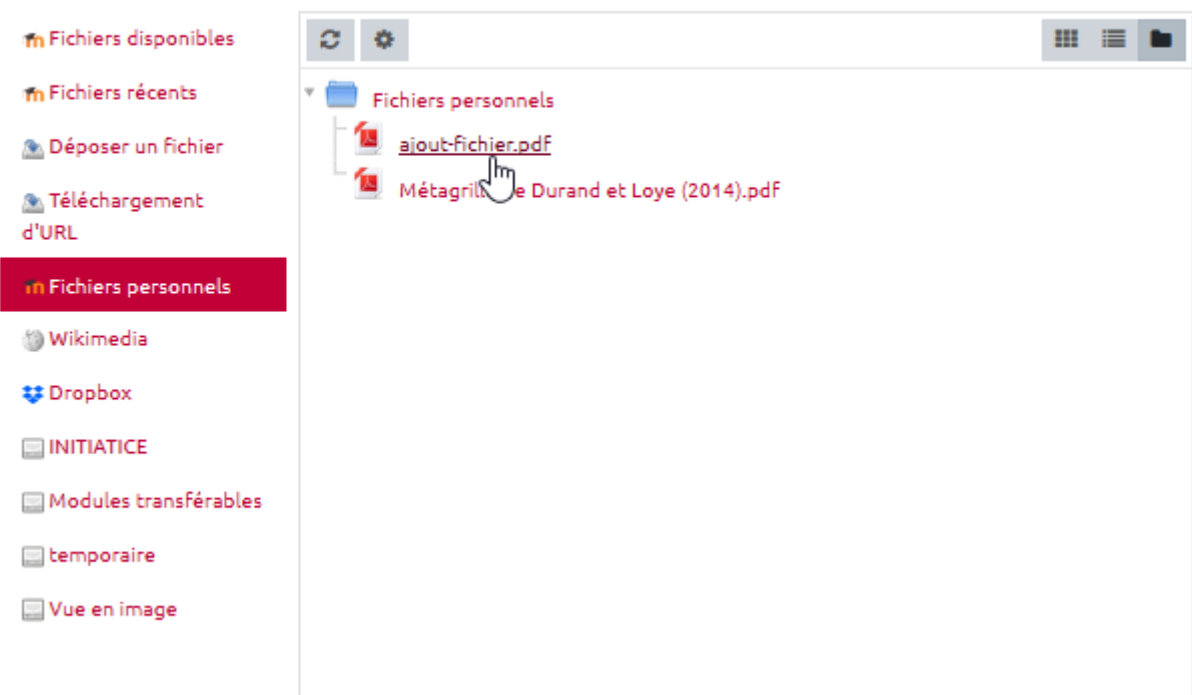 Fichiers disponibles
Fichiers récents
Déposer un fichier
Téléchargement
d'URL
Fichiers personnels
Wikimedia
Dropbox
INITIATICE
Modules transférables
temporaire
Vue en image
Fichiers personnels
ajout-fichier.pdf
Durand et Loye (2014).pdf